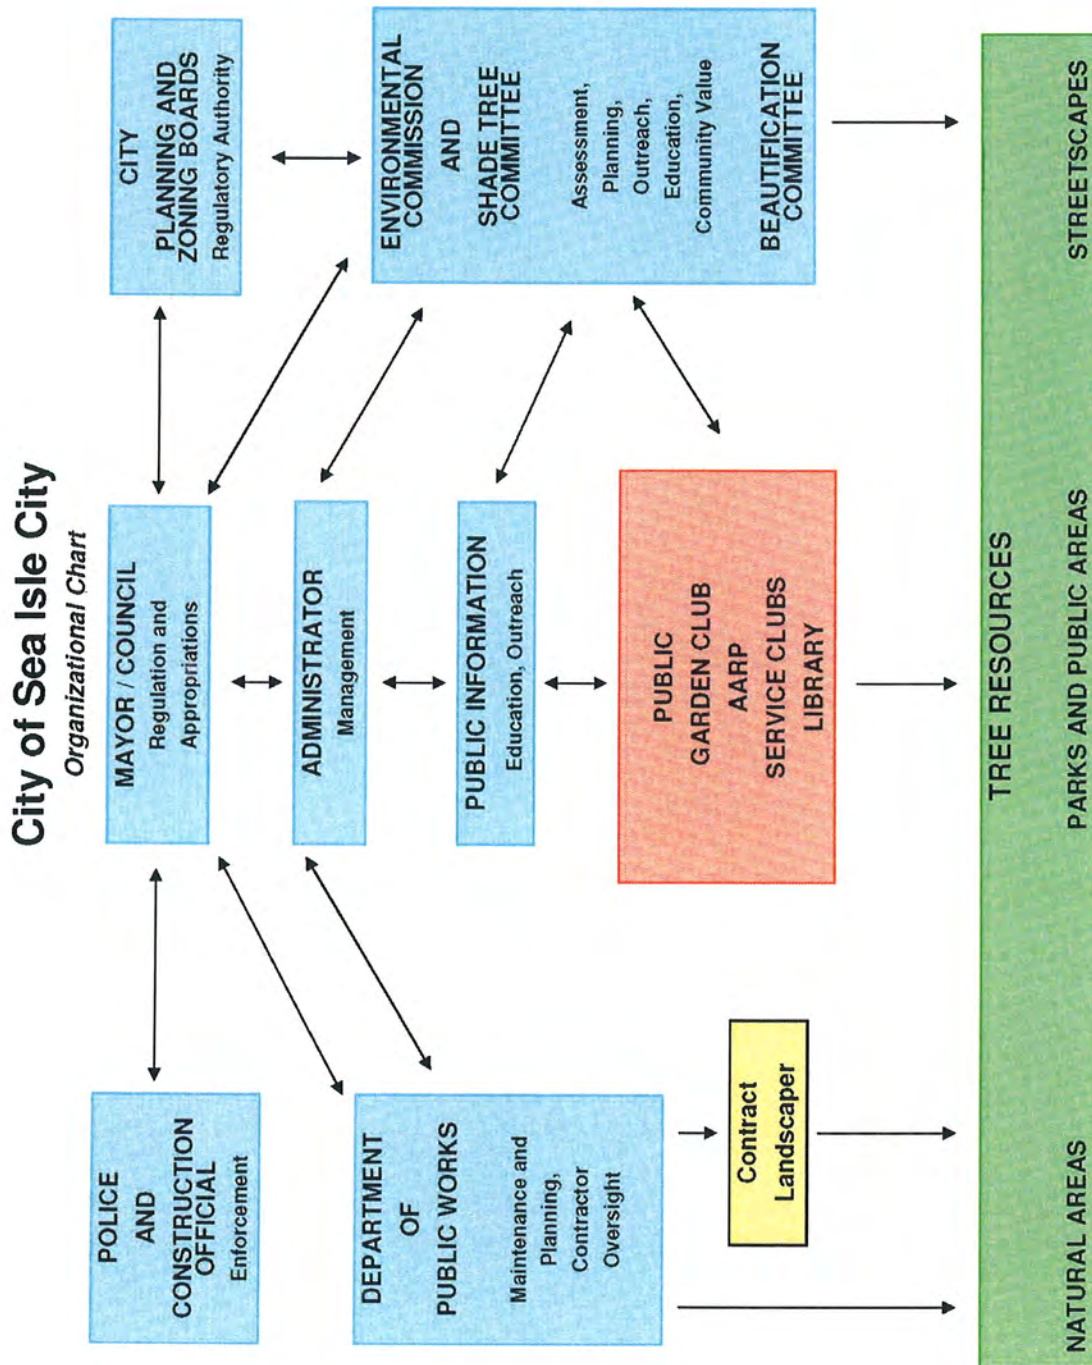 City of Sea Isle City
Organizational Chart
POLICE
AND
CONSTRUCTION
OFFICIAL
Enforcement
MAYOR / COUNCIL
Regulation and
Appropriations
CITY
PLANNING AND
ZONING BOARDS
Regulatory Authority
ADMINISTRATOR
Management
DEPARTMENT
OF
PUBLIC WORKS
Maintenance and
Planning,
Contractor
Oversight
PUBLIC INFORMATION
Education, Outreach
ENVIRONMENTAL
COMMISSION
AND
SHADE TREE
COMMITTEE
Assessment,
Planning,
Outreach,
Education,
Community Value
BEAUTIFICATION
COMMITTEE
PUBLIC
GARDEN CLUB
AARP
SERVICE CLUBS
LIBRARY
Contract
Landscaper
TREE RESOURCES
NATURAL AREAS
PARKS AND PUBLIC AREAS
STREETSCAPES